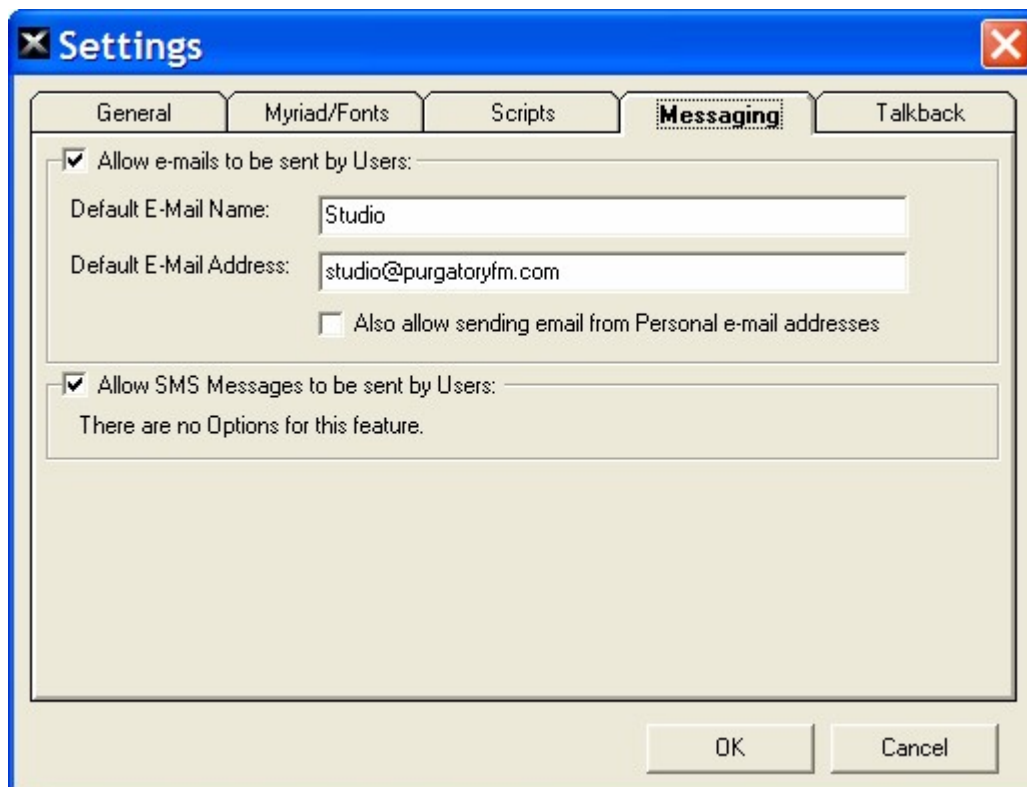 Settings
General Myriad/Fonts Scripts Messaging Talkback
Allow e-mails to be sent by Users:
Default E-Mail Name: Studio
Default E-Mail Address: studio@purgatoryfm.com
Also allow sending email from Personal e-mail addresses
Allow SMS Messages to be sent by Users:
There are no Options for this feature.
OK Cancel